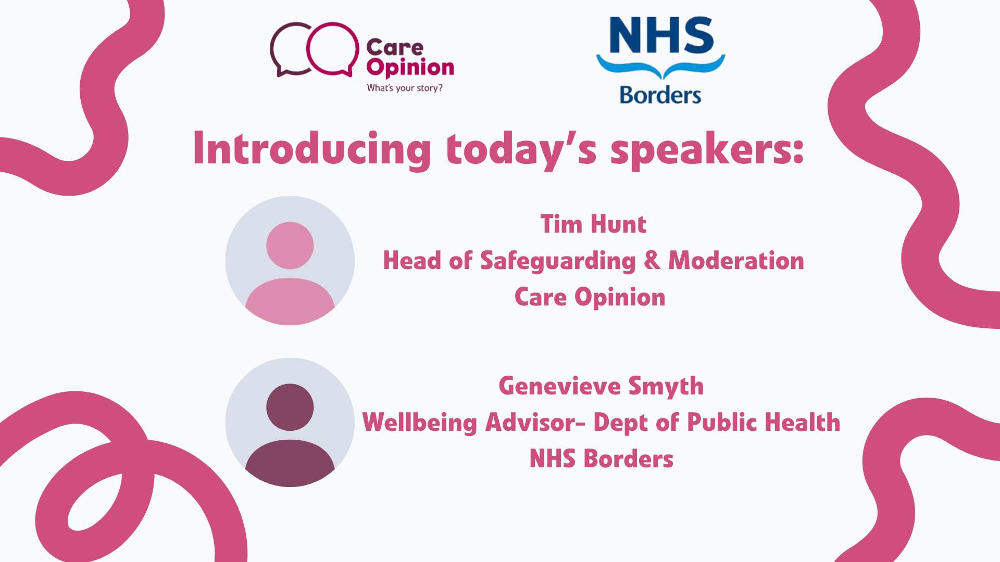 Care
Opinion
What's your story?
NHS
Borders
Introducing today's speakers:
Tim Hunt
Head of Safeguarding & Moderation
Care Opinion
Genevieve Smyth
Wellbeing Advisor- Dept of Public Health
NHS Borders